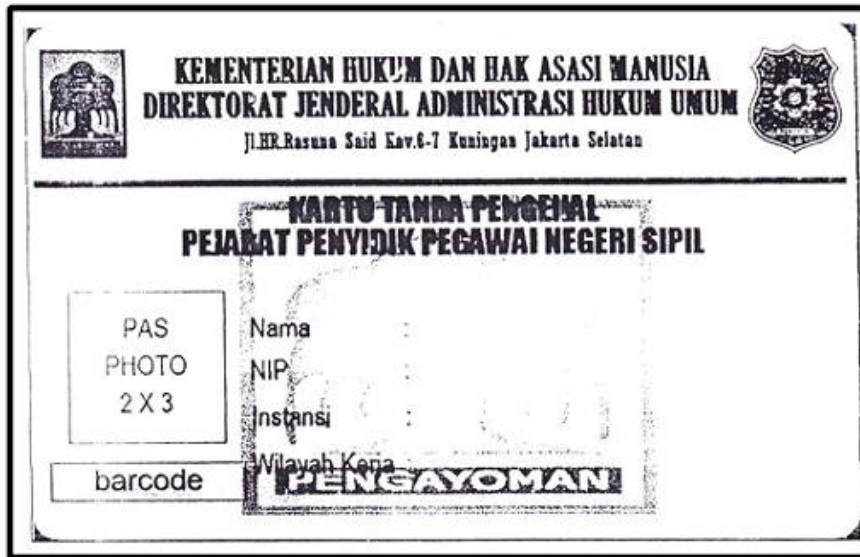 KEMENTERIAN HUKUM DAN HAK ASASI MANUSIA
DIREKTORAT JENDERAL ADMINISTRASI HUKUM UMUM
Jl.HR.Rasuna Said Kav.6-7 Kuningan Jakarta Selatan
KARTU TANDA PENGENAL
PEJABAT PENYIDIK PEGAWAI NEGERI SIPIL
PAS
PHOTO
2 X 3
Nama :
NIP :
Instansi :
Wilayah Kerja :
barcode
PENGAYOMAN